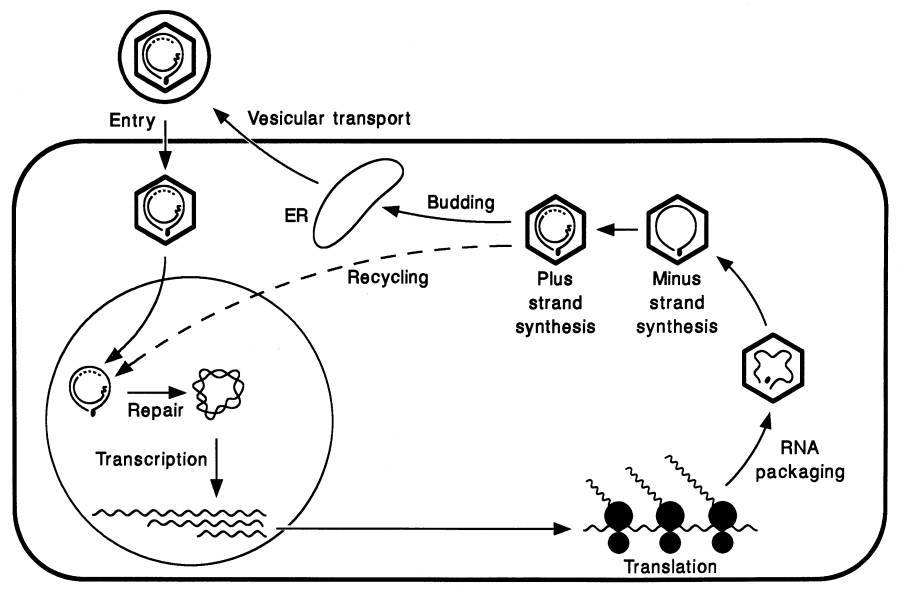 Entry
Vesicular transport
ER
Budding
Recycling
Plus
strand
synthesis
Minus
strand
synthesis
Repair
Transcription
RNA
packaging
Translation